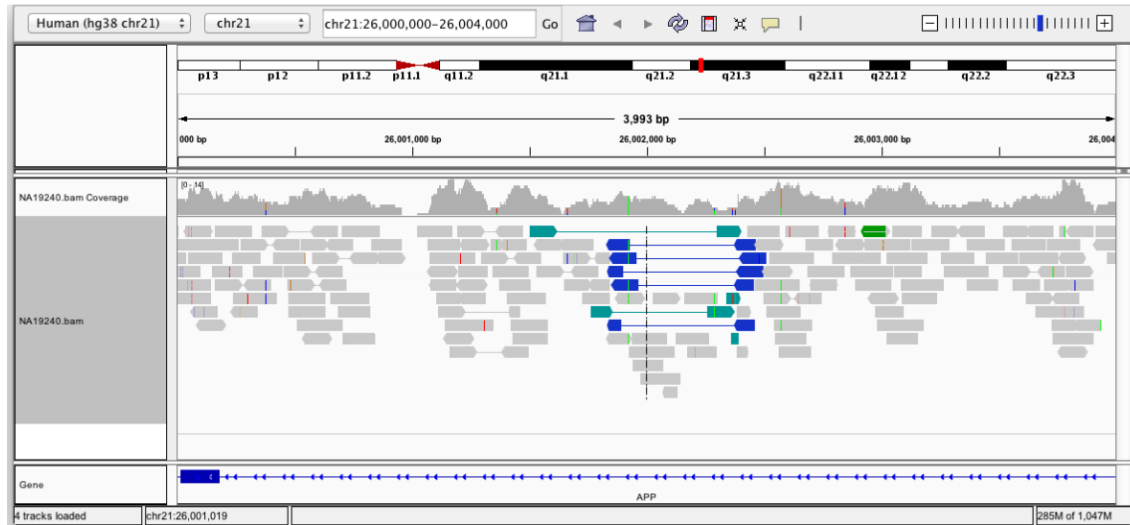 Human (hg38 chr21) chr21 chr21:26,000,000-26,004,000 Go
p13 p12 p11.2 p11.1 q11.2 q21.1 q21.2 q21.3 q22.11 q22.12 q22.2 q22.3
3,993 bp
000 bp 26,001,000 bp 26,002,000 bp 26,003,000 bp 26,004
[0 - 14]
NA19240.bam Coverage
NA19240.bam
Gene
APP
4 tracks loaded chr21:26,001,019 285M of 1,047M